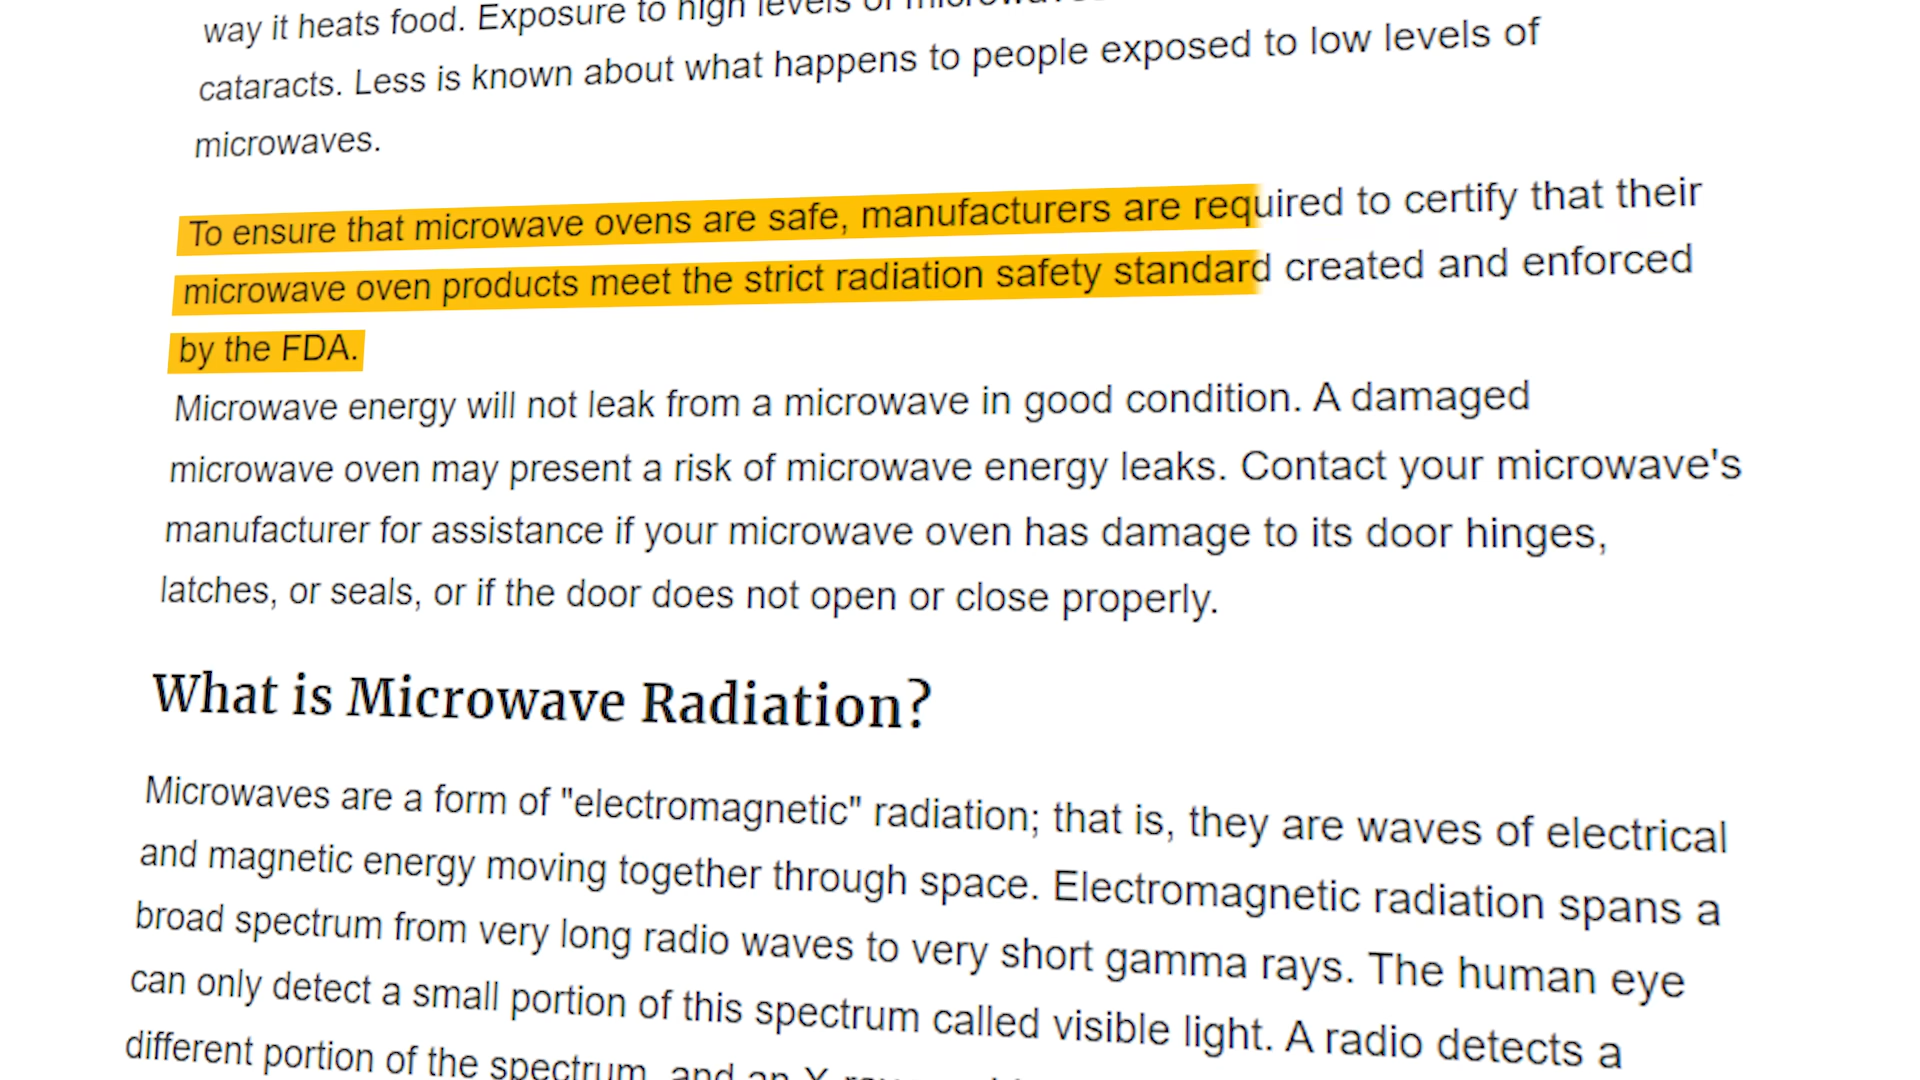 way it heats food. Exposure to high levels of
cataracts. Less is known about what happens to people exposed to low levels of
microwaves.
To ensure that microwave ovens are safe, manufacturers are required to certify that their
microwave oven products meet the strict radiation safety standard created and enforced
by the FDA.
Microwave energy will not leak from a microwave in good condition. A damaged
microwave oven may present a risk of microwave energy leaks. Contact your microwave's
manufacturer for assistance if your microwave oven has damage to its door hinges,
latches, or seals, or if the door does not open or close properly.
What is Microwave Radiation?
Microwaves are a form of "electromagnetic" radiation; that is, they are waves of electrical
and magnetic energy moving together through space. Electromagnetic radiation spans a
broad spectrum from very long radio waves to very short gamma rays. The human eye
can only detect a small portion of this spectrum called visible light. A radio detects a
different portion of the spectrum, and an